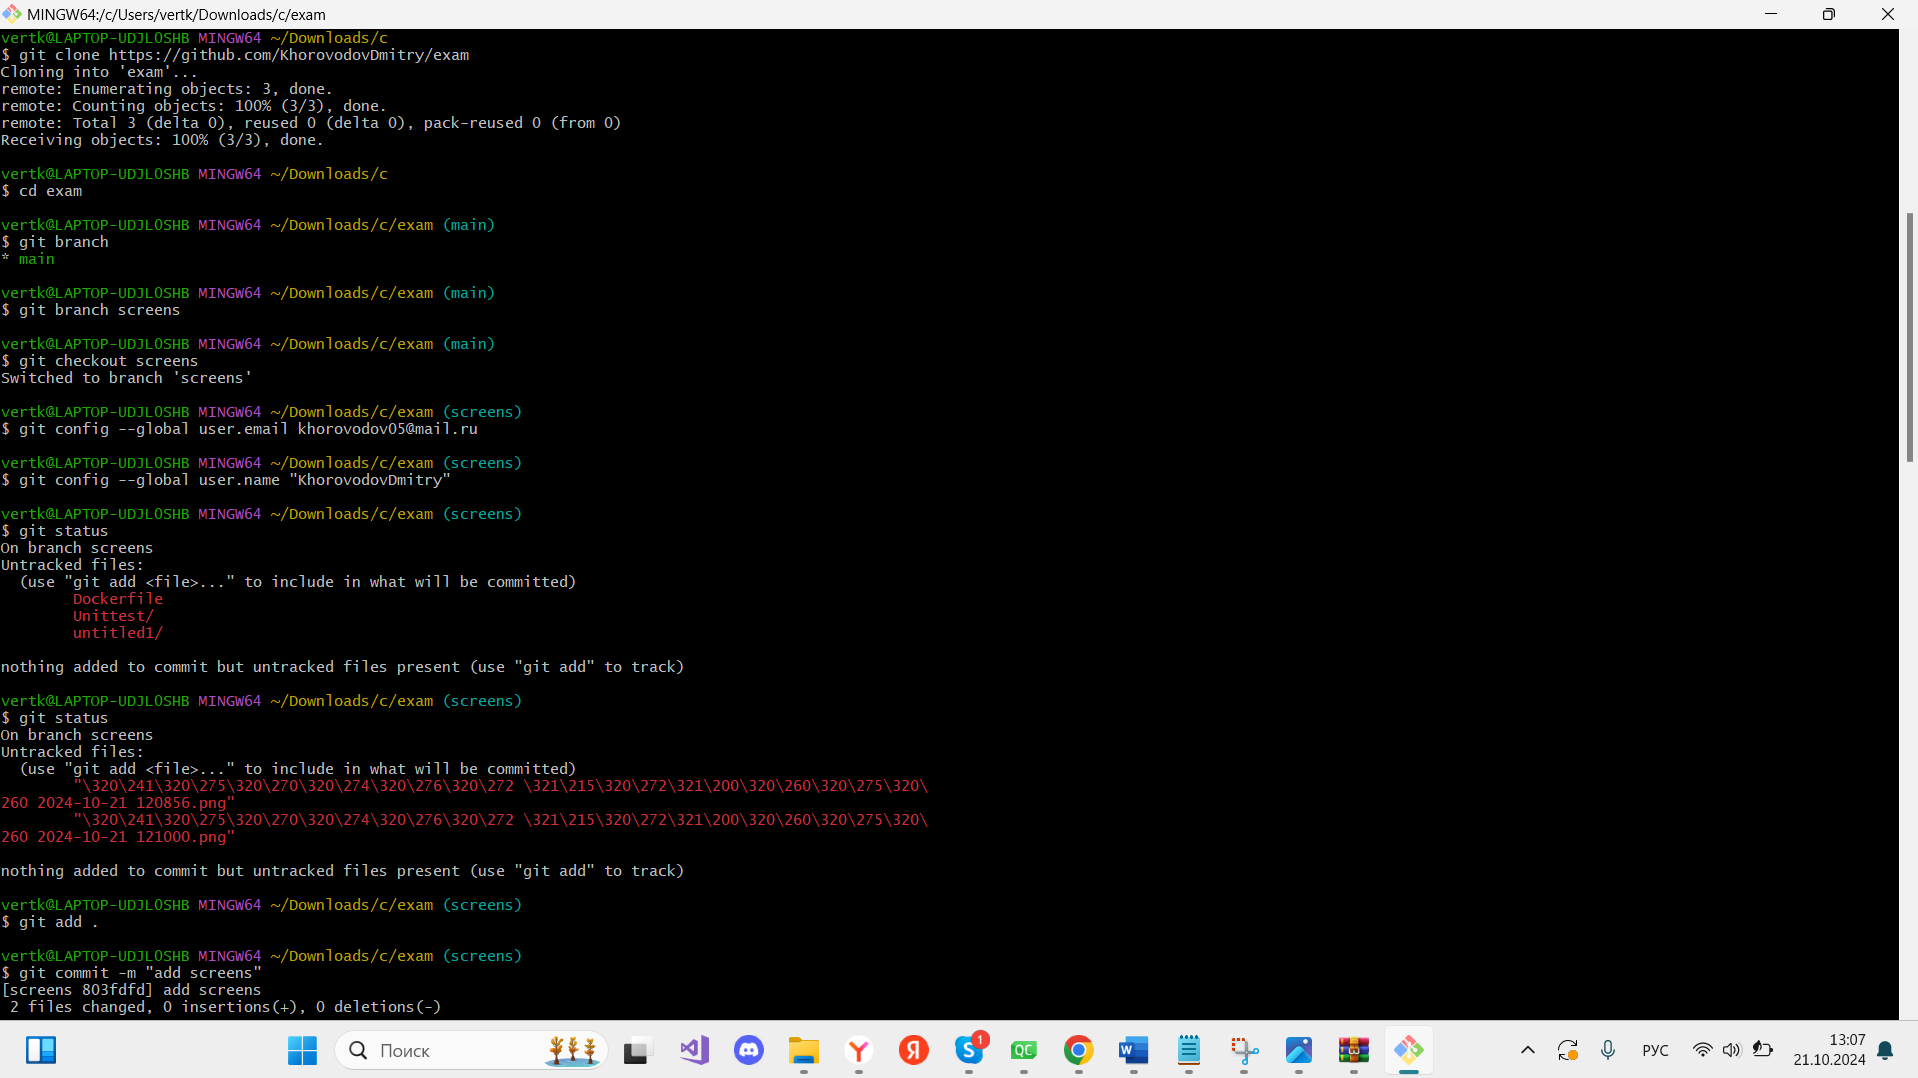 MINGW64:/c/Users/vertk/Downloads/c/exam
vertk@LAPTOP-UDJLOSHB MINGW64 ~/Downloads/c
$ git clone https://github.com/KhorovodovDmitry/exam
Cloning into 'exam'...
remote: Enumerating objects: 3, done.
remote: Counting objects: 100% (3/3), done.
remote: Total 3 (delta 0), reused 0 (delta 0), pack-reused 0 (from 0)
Receiving objects: 100% (3/3), done.
vertk@LAPTOP-UDJLOSHB MINGW64 ~/Downloads/c
$ cd exam
vertk@LAPTOP-UDJLOSHB MINGW64 ~/Downloads/c/exam (main)
$ git branch
* main
vertk@LAPTOP-UDJLOSHB MINGW64 ~/Downloads/c/exam (main)
$ git branch screens
vertk@LAPTOP-UDJLOSHB MINGW64 ~/Downloads/c/exam (main)
$ git checkout screens
Switched to branch 'screens'
vertk@LAPTOP-UDJLOSHB MINGW64 ~/Downloads/c/exam (screens)
$ git config --global user.email khorovodov05@mail.ru
vertk@LAPTOP-UDJLOSHB MINGW64 ~/Downloads/c/exam (screens)
$ git config --global user.name "KhorovodovDmitry"
vertk@LAPTOP-UDJLOSHB MINGW64 ~/Downloads/c/exam (screens)
$ git status
On branch screens
Untracked files:
(use "git add <file>..." to include in what will be committed)
Dockerfile
Unittest/
untitled1/
nothing added to commit but untracked files present (use "git add" to track)
vertk@LAPTOP-UDJLOSHB MINGW64 ~/Downloads/c/exam (screens)
$ git status
On branch screens
Untracked files:
(use "git add <file>..." to include in what will be committed)
"\320\241\320\275\320\270\320\274\320\276\320\272 \321\215\320\272\321\200\320\260\320\275\320\
260 2024-10-21 120856.png"
"\320\241\320\275\320\270\320\274\320\276\320\272 \321\215\320\272\321\200\320\260\320\275\320\
260 2024-10-21 121000.png"
nothing added to commit but untracked files present (use "git add" to track)
vertk@LAPTOP-UDJLOSHB MINGW64 ~/Downloads/c/exam (screens)
$ git add .
vertk@LAPTOP-UDJLOSHB MINGW64 ~/Downloads/c/exam (screens)
$ git commit -m "add screens"
[screens 803fdfd] add screens
2 files changed, 0 insertions(+), 0 deletions(-)
Поиск
Я
S
1
QC
W
РУС
13:07
21.10.2024